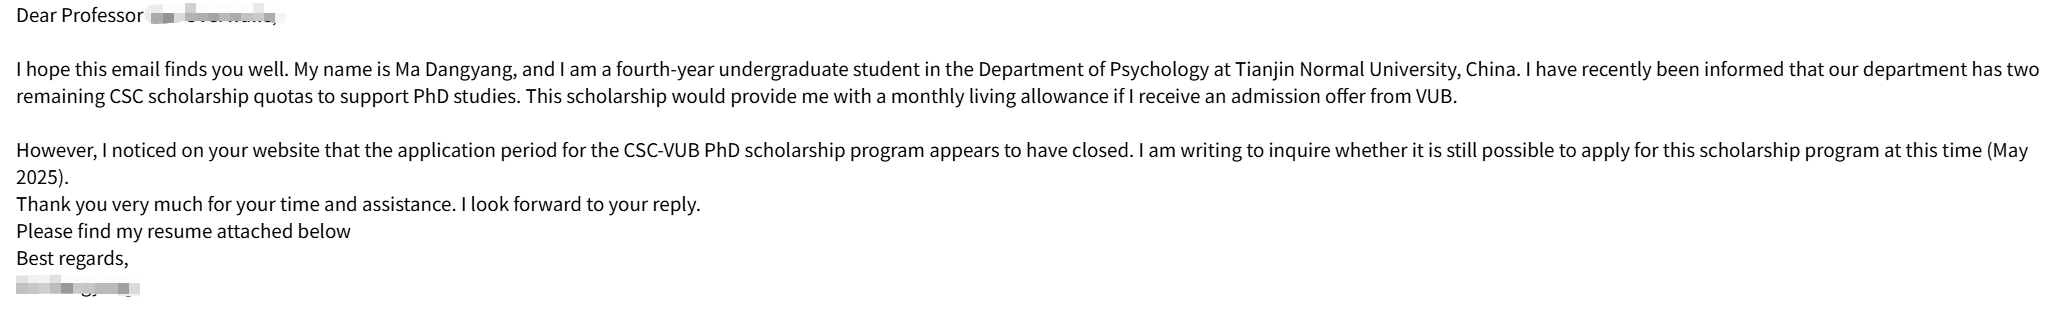 Dear Professor
I hope this email finds you well. My name is Ma Dangyang, and I am a fourth-year undergraduate student in the Department of Psychology at Tianjin Normal University, China. I have recently been informed that our department has two
remaining CSC scholarship quotas to support PhD studies. This scholarship would provide me with a monthly living allowance if I receive an admission offer from VUB.
However, I noticed on your website that the application period for the CSC-VUB PhD scholarship program appears to have closed. I am writing to inquire whether it is still possible to apply for this scholarship program at this time (May
2025).
Thank you very much for your time and assistance. I look forward to your reply.
Please find my resume attached below
Best regards,